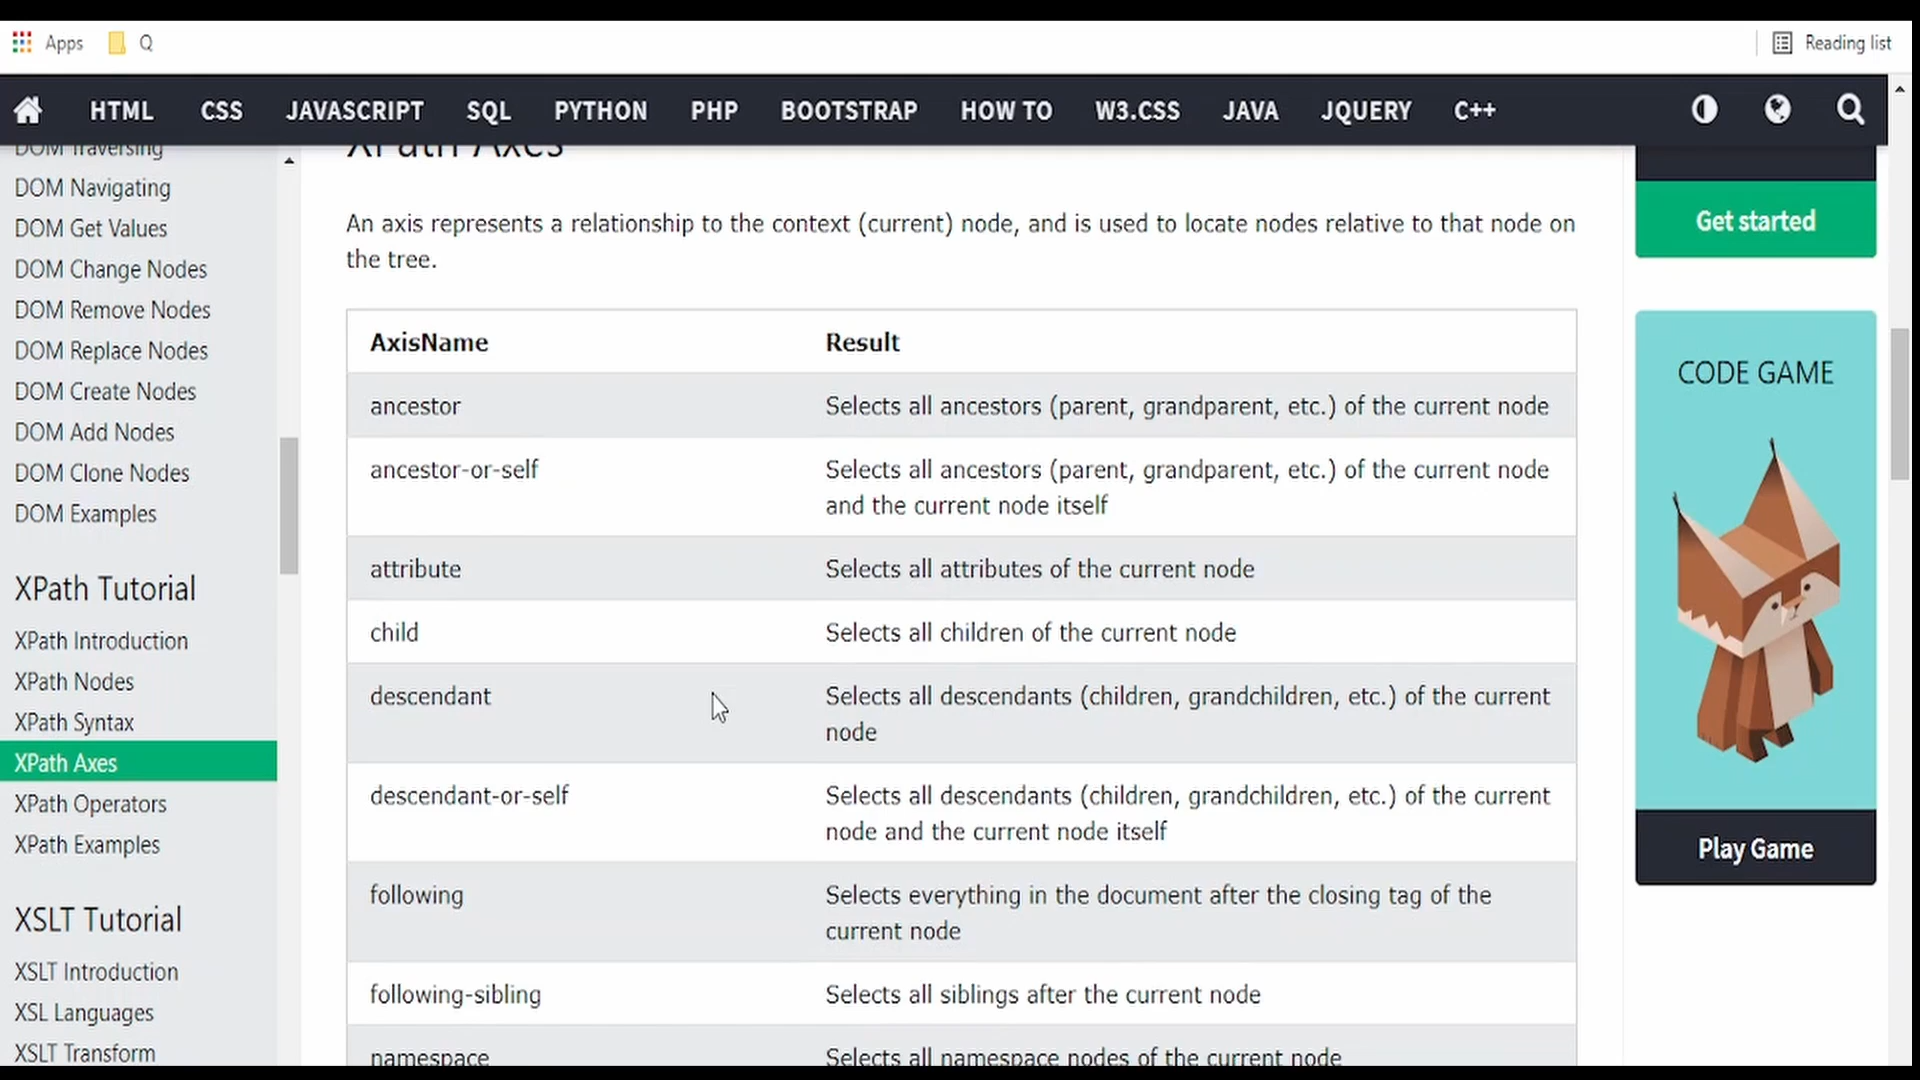 Apps Q Reading list
HTML CSS JAVASCRIPT SQL PYTHON PHP BOOTSTRAP HOW TO W3.CSS JAVA JQUERY C++
DOM Traversing
DOM Navigating
DOM Get Values
DOM Change Nodes
DOM Remove Nodes
DOM Replace Nodes
DOM Create Nodes
DOM Add Nodes
DOM Clone Nodes
DOM Examples
XPath Tutorial
XPath Introduction
XPath Nodes
XPath Syntax
XPath Axes
XPath Operators
XPath Examples
XSLT Tutorial
XSLT Introduction
XSL Languages
XSLT Transform
XPath Axes
An axis represents a relationship to the context (current) node, and is used to locate nodes relative to that node on
the tree.
AxisName Result
ancestor Selects all ancestors (parent, grandparent, etc.) of the current node
ancestor-or-self Selects all ancestors (parent, grandparent, etc.) of the current node
and the current node itself
attribute Selects all attributes of the current node
child Selects all children of the current node
descendant Selects all descendants (children, grandchildren, etc.) of the current
node
descendant-or-self Selects all descendants (children, grandchildren, etc.) of the current
node and the current node itself
following Selects everything in the document after the closing tag of the
current node
following-sibling Selects all siblings after the current node
namespace Selects all namespace nodes of the current node
Get started
CODE GAME
Play Game